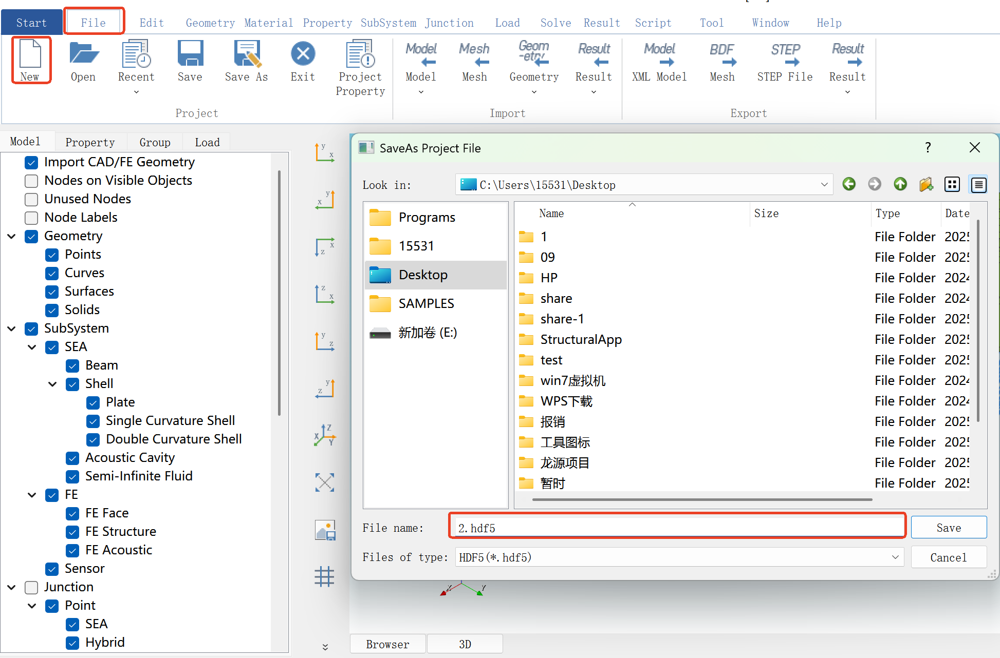 Start File Edit Geometry Material Property SubSystem Junction Load Solve Result Script Tool Window Help
Model Mesh Geom Result Model BDF STEP Result
-etry
New Open Recent Save Save As Exit Project Model Mesh Geometry Result XML Model Mesh STEP File Result
Property
Project Import Export
Model Property Group Load
Import CAD/FE Geometry
Nodes on Visible Objects
Unused Nodes
Node Labels
Geometry
Points
Curves
Surfaces
Solids
SubSystem
SEA
Beam
Shell
Plate
Single Curvature Shell
Double Curvature Shell
Acoustic Cavity
Semi-Infinite Fluid
FE
FE Face
FE Structure
FE Acoustic
Sensor
Junction
Point
SEA
Hybrid
y x
y x
x z
z x
y z
y z
Z X Y
SaveAs Project File ?
Look in: C:\Users\15531\Desktop
Programs
15531
Desktop
SAMPLES
新加卷 (E:)
Name Size Type Date
1 File Folder 2025
09 File Folder 2025
HP File Folder 2024
share File Folder 2024
share-1 File Folder 2025
StructuralApp File Folder 2025
test File Folder 2025
win7虚拟机 File Folder 2024
WPS下载 File Folder 2024
报销 File Folder 2025
工具图标 File Folder 2025
龙源项目 File Folder 2025
暂时 File Folder 2025
File name: 2.hdf5 Save
Files of type: HDF5(*.hdf5) Cancel
X Y
Browser 3D